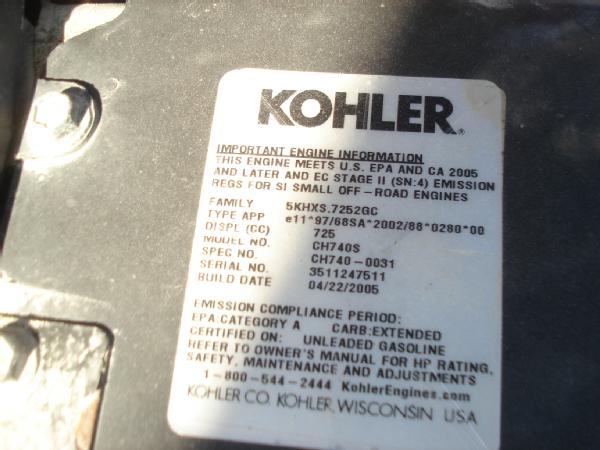 KOHLER®
IMPORTANT ENGINE INFORMATION
THIS ENGINE MEETS U.S. EPA AND CA 2005
AND LATER AND EC STAGE II (SN:4) EMISSION
REGS FOR SI SMALL OFF-ROAD ENGINES
FAMILY 5KHXS.7252GC
TYPE APP e11*97/68SA*2002/88*0280*00
DISPL (CC) 725
MODEL NO. CH740S
SPEC NO. CH740-0031
SERIAL NO. 3511247511
BUILD DATE 04/22/2005
EMISSION COMPLIANCE PERIOD:
EPA:CATEGORY A CARB:EXTENDED
CERTIFIED ON: UNLEADED GASOLINE
REFER TO OWNER'S MANUAL FOR HP RATING,
SAFETY, MAINTENANCE AND ADJUSTMENTS
1-800-544-2444 KohlerEngines.com
KOHLER CO. KOHLER, WISCONSIN USA